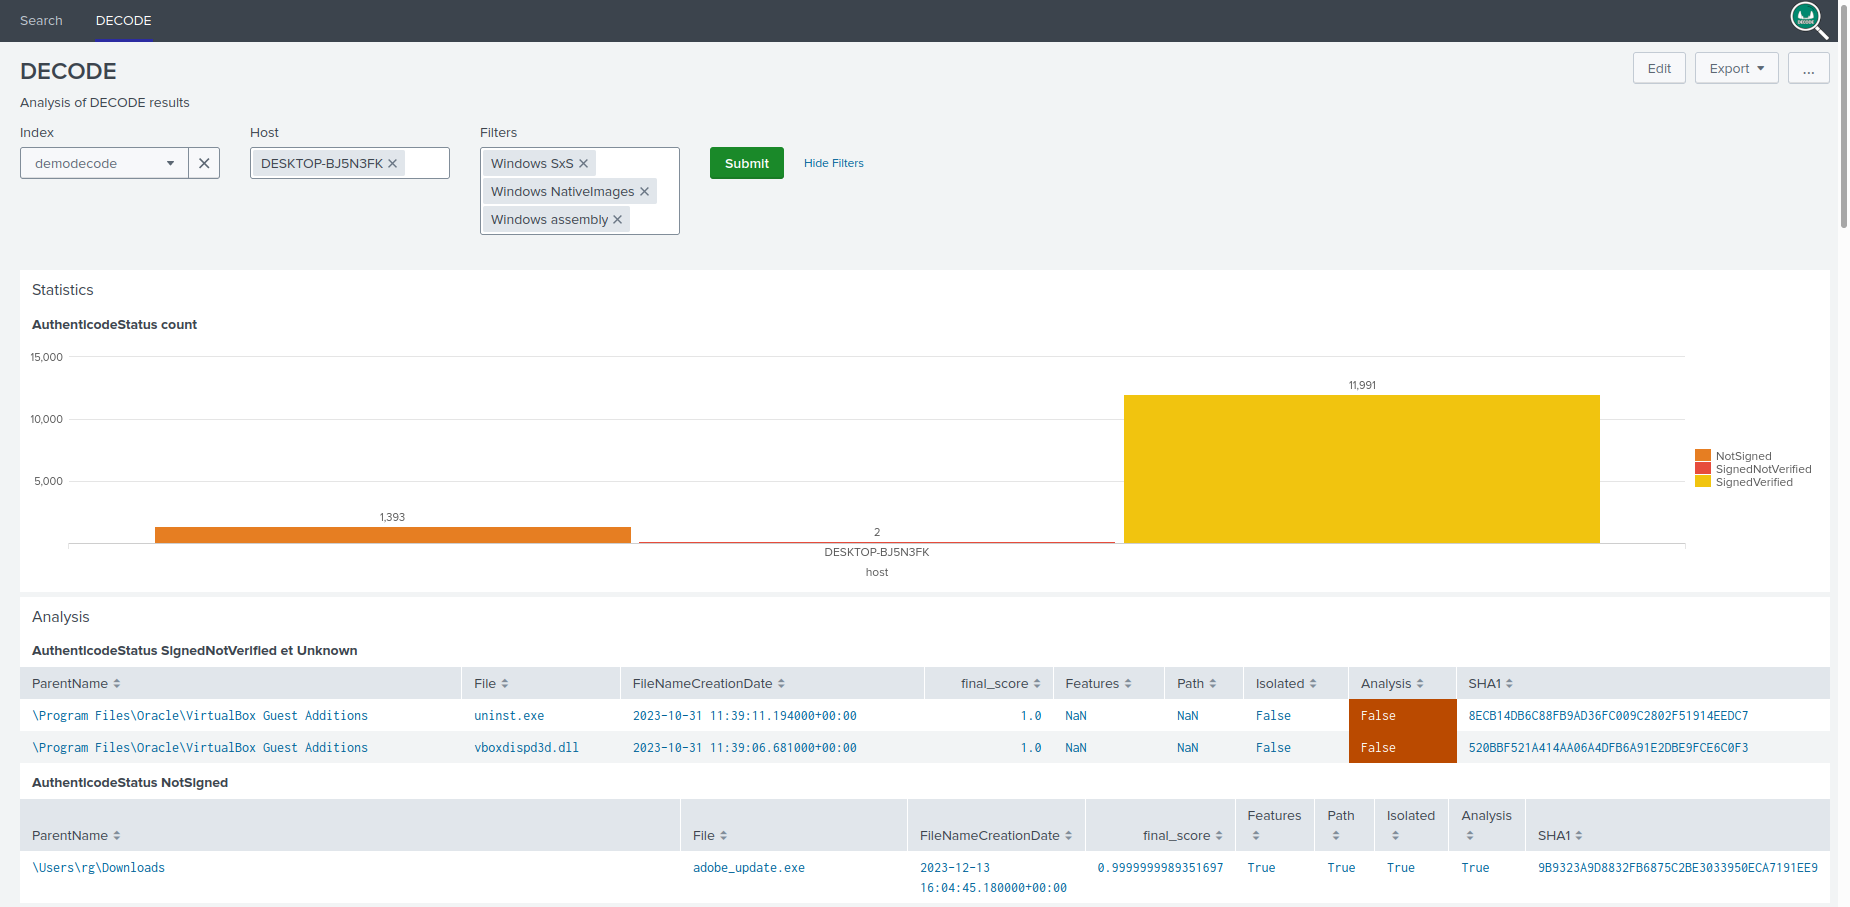 Search DECODE
DECODE
DECODE
Edit Export ...
Analysis of DECODE results
Index Host Filters
demodecode DESKTOP-BJ5N3FK Windows SxS Submit Hide Filters
Windows NativeImages
Windows assembly
Statistics
AuthenticodeStatus count
15,000
11,991
10,000
NotSigned
SignedNotVerified
SignedVerified
5,000
1,393
2
DESKTOP-BJ5N3FK
host
Analysis
AuthenticodeStatus SignedNotVerified et Unknown
ParentName File FileNameCreationDate final_score Features Path Isolated Analysis SHA1
\Program Files\Oracle\VirtualBox Guest Additions uninst.exe 2023-10-31 11:39:11.194000+00:00 1.0 NaN NaN False False 8ECB14DB6C88FB9AD36FC009C2802F51914EEDC7
\Program Files\Oracle\VirtualBox Guest Additions vboxdispd3d.dll 2023-10-31 11:39:06.681000+00:00 1.0 NaN NaN False False 520BBF521A414AA06A4DFB6A91E2DBE9FCE6C0F3
AuthenticodeStatus NotSigned
ParentName File FileNameCreationDate final_score Features Path Isolated Analysis SHA1
\Users\rg\Downloads adobe_update.exe 2023-12-13 0.9999999989351697 True True True True 9B9323A9D8832FB6875C2BE3033950ECA7191EE9
16:04:45.180000+00:00